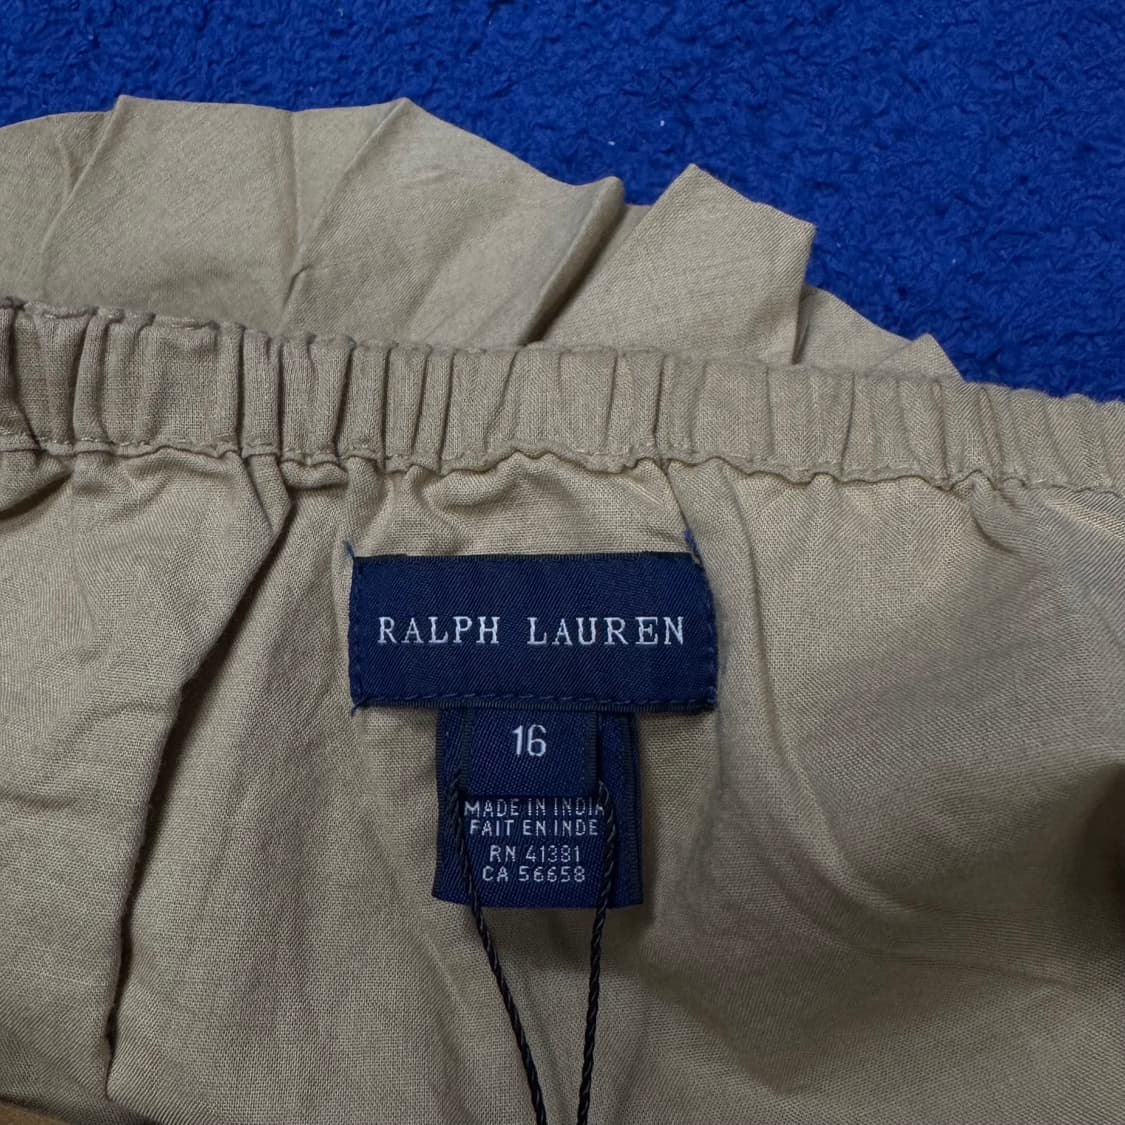 RALPH LAUREN
16
MADE IN INDIA
FAIT EN INDE
RN 41381
CA 56658